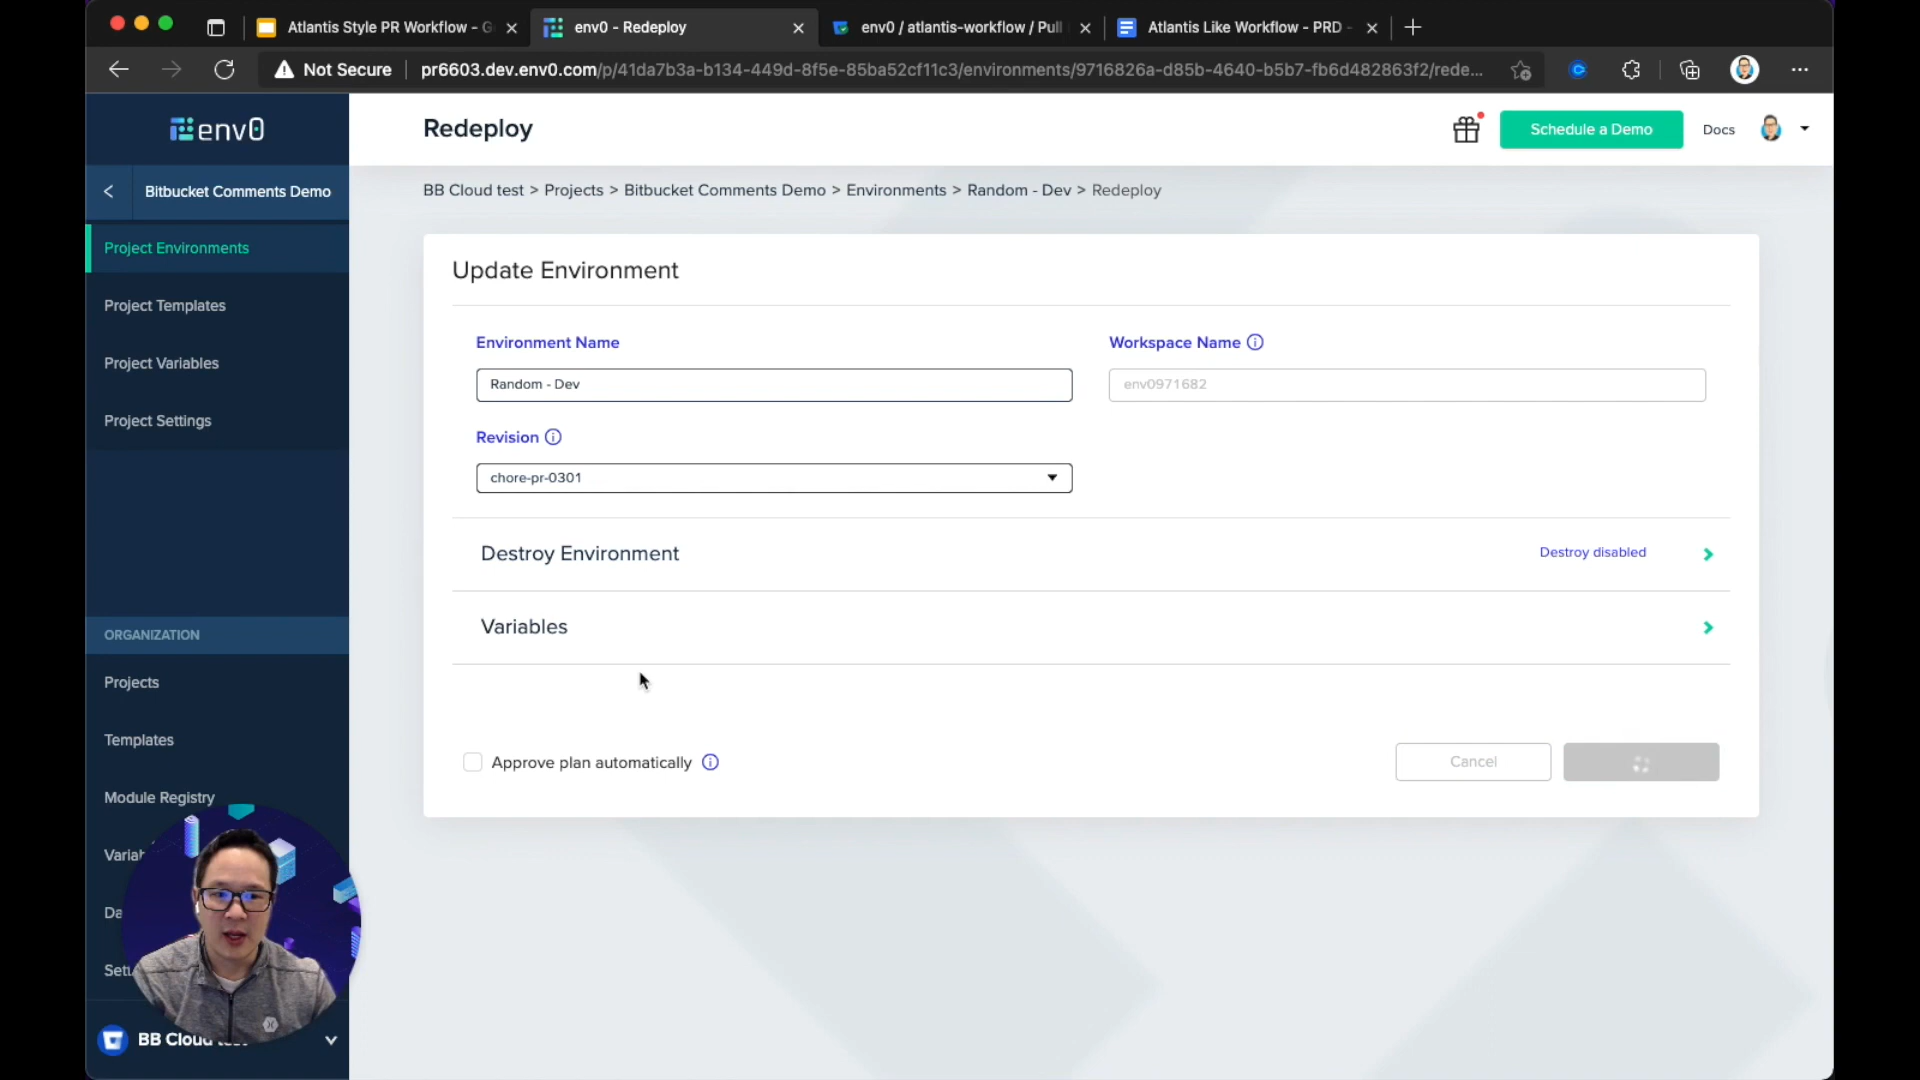 Atlantis Style PR Workflow - G
env0 - Redeploy
env0 / atlantis-workflow / Pull
Atlantis Like Workflow - PRD -
Not Secure
pr6603.dev.env0.com/p/41da7b3a-b134-449d-8f5e-85ba52cf11c3/environments/9716826a-d85b-4640-b5b7-fb6d482863f2/rede...
env0
Redeploy
Schedule a Demo
Docs
Bitbucket Comments Demo
BB Cloud test > Projects > Bitbucket Comments Demo > Environments > Random - Dev > Redeploy
Project Environments
Project Templates
Project Variables
Project Settings
ORGANIZATION
Projects
Templates
Module Registry
BB Cloud
Update Environment
Environment Name
Workspace Name
Random - Dev
env0971682
Revision
chore-pr-0301
Destroy Environment
Destroy disabled
Variables
Approve plan automatically
Cancel